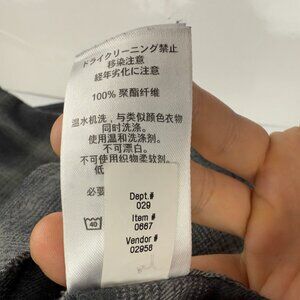 ドライクリーニング禁止
移染注意
経年劣化に注意
100% 聚酯纤维
温水机洗，与类似颜色衣物
同时洗涤。
使用温和洗涤剂。
不可漂白。
不可使用织物柔软剂。
低
必要
40
Dept.#
029
Item #
0667
Vendor #
02958